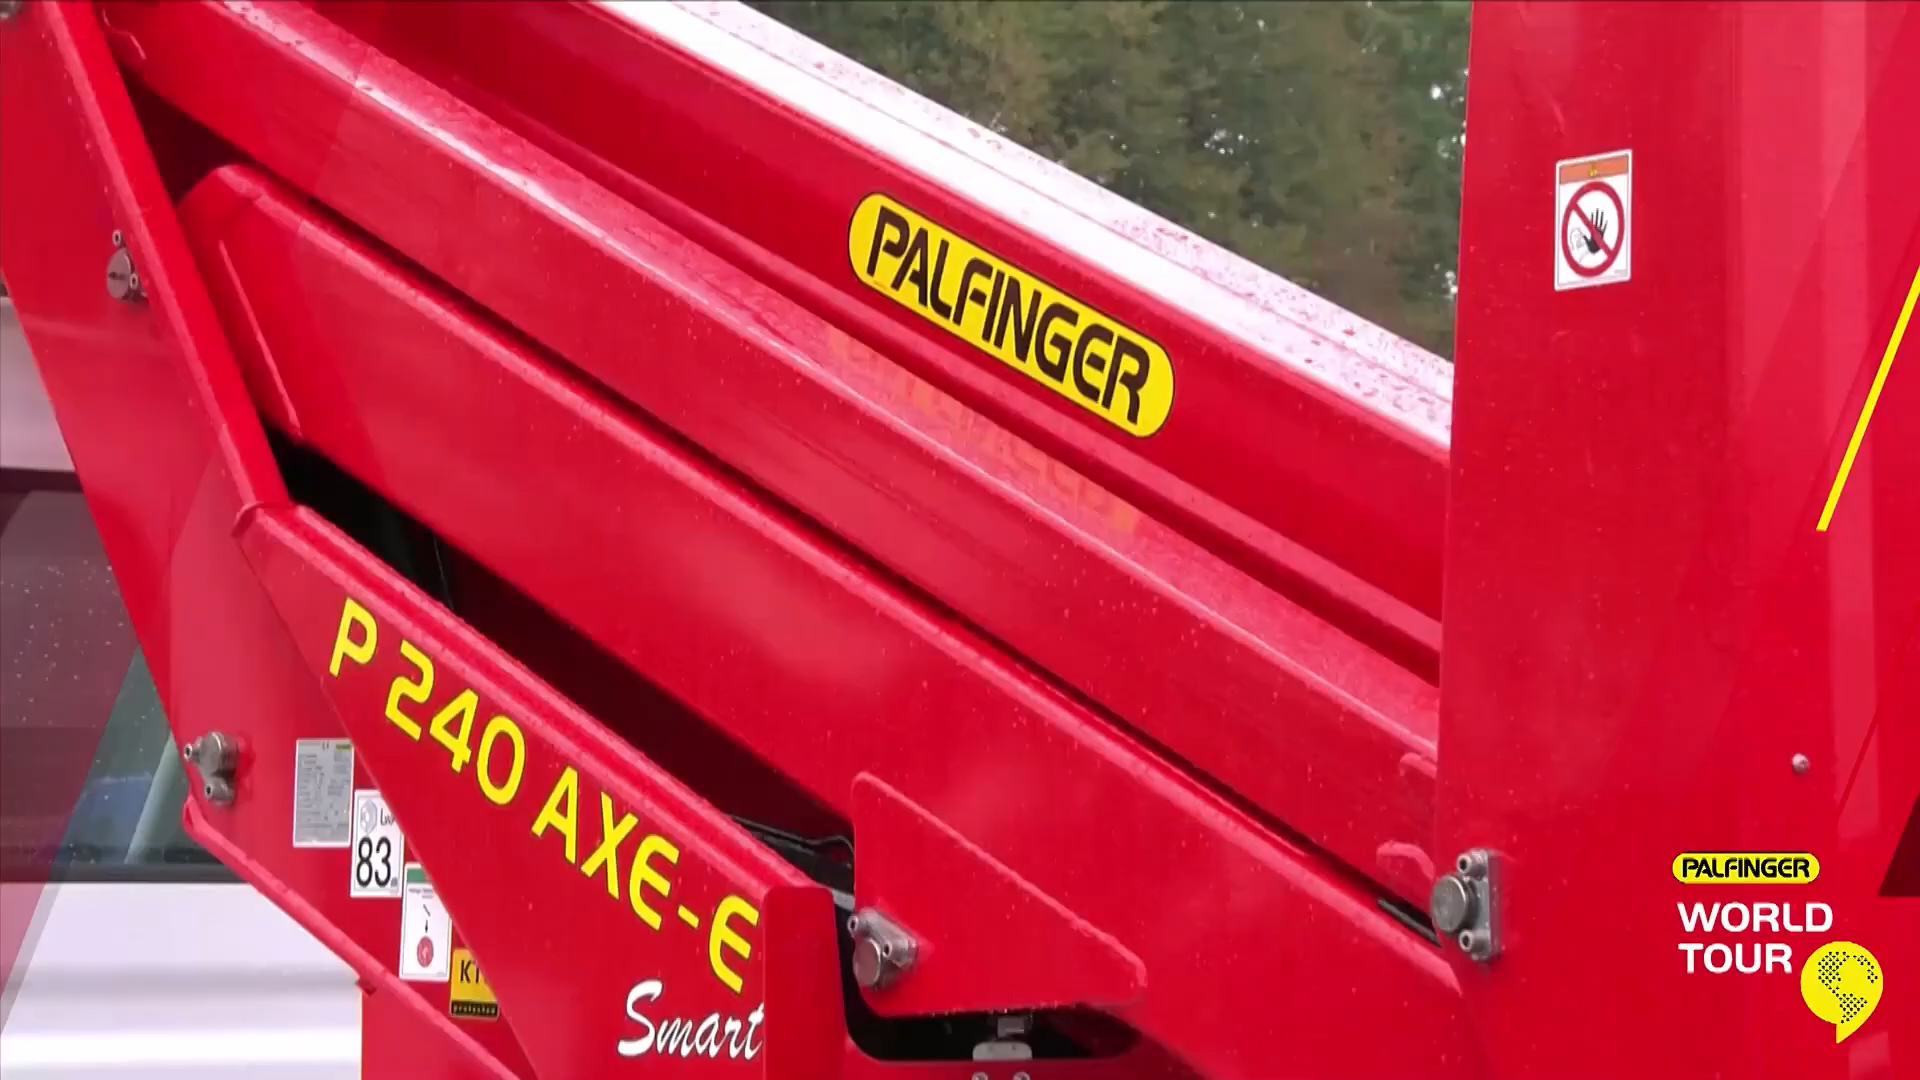 PALFINGER
P 240 AXE-E
Smart
83
PALFINGER
WORLD
TOUR